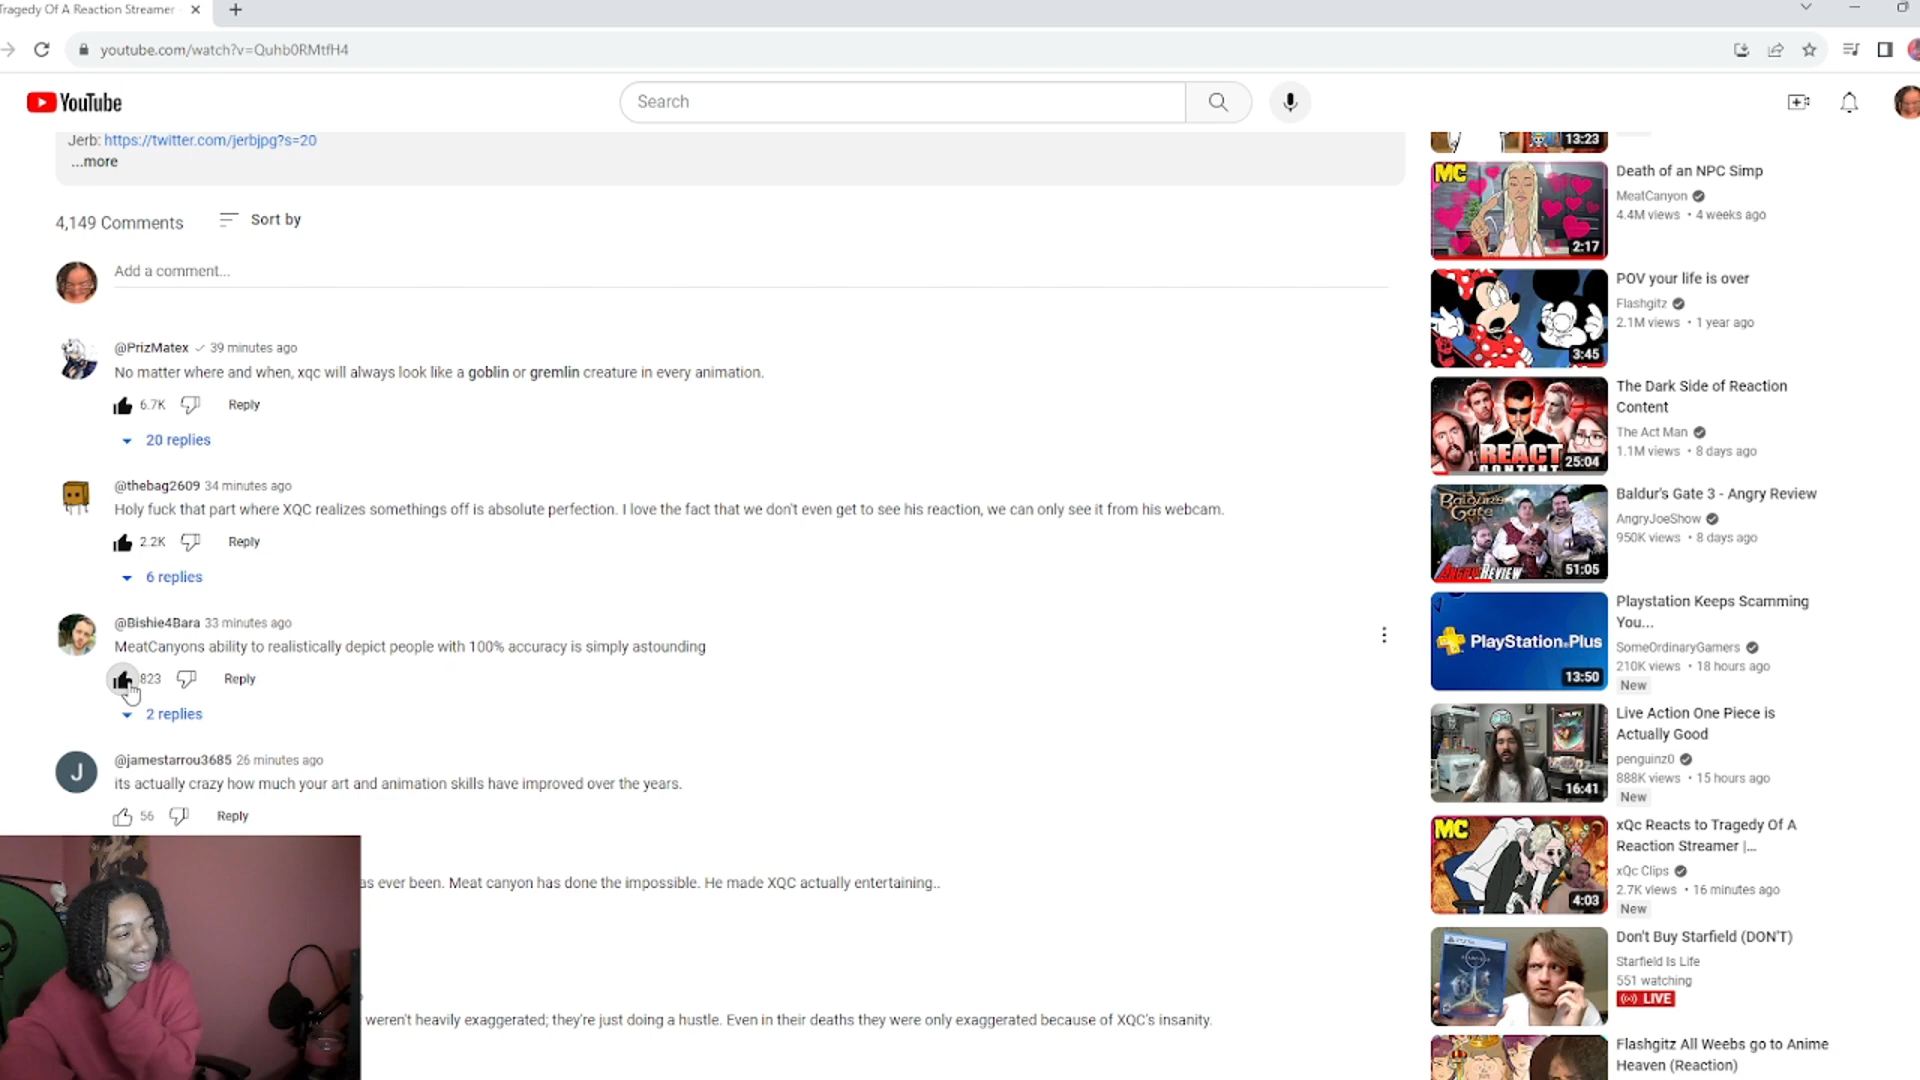 Tragedy Of A Reaction Streamer
youtube.com/watch?v=Quhb0RMtfH4
YouTube
Search
Jerb: https://twitter.com/jerbjpg?s=20
...more
4,149 Comments
Sort by
Add a comment...
@PrizMatex 39 minutes ago
No matter where and when, xqc will always look like a goblin or gremlin creature in every animation.
6.7K Reply
20 replies
@thebag2609 34 minutes ago
Holy fuck that part where XQC realizes somethings off is absolute perfection. I love the fact that we don't even get to see his reaction, we can only see it from his webcam.
2.2K Reply
6 replies
@Bishie4Bara 33 minutes ago
MeatCanyons ability to realistically depict people with 100% accuracy is simply astounding
823 Reply
2 replies
J
@jamestarrou3685 26 minutes ago
its actually crazy how much your art and animation skills have improved over the years.
56 Reply
as ever been. Meat canyon has done the impossible. He made XQC actually entertaining..
weren't heavily exaggerated; they're just doing a hustle. Even in their deaths they were only exaggerated because of XQC's insanity.
13:23
MC
2:17
Death of an NPC Simp
MeatCanyon
4.4M views • 4 weeks ago
3:45
POV your life is over
Flashgitz
2.1M views • 1 year ago
REACT
CONTENT
25:04
The Dark Side of Reaction
Content
The Act Man
1.1M views • 8 days ago
Baldur's
Gate
ANGRY REVIEW
51:05
Baldur's Gate 3 - Angry Review
AngryJoeShow
950K views • 8 days ago
PlayStation Plus
13:50
Playstation Keeps Scamming
You...
SomeOrdinaryGamers
210K views • 18 hours ago
New
16:41
Live Action One Piece is
Actually Good
penguinz0
888K views • 15 hours ago
New
MC
4:03
xQc Reacts to Tragedy Of A
Reaction Streamer |...
xQc Clips
2.7K views • 16 minutes ago
New
Don't Buy Starfield (DON'T)
Starfield Is Life
551 watching
LIVE
Flashgitz All Weebs go to Anime
Heaven (Reaction)